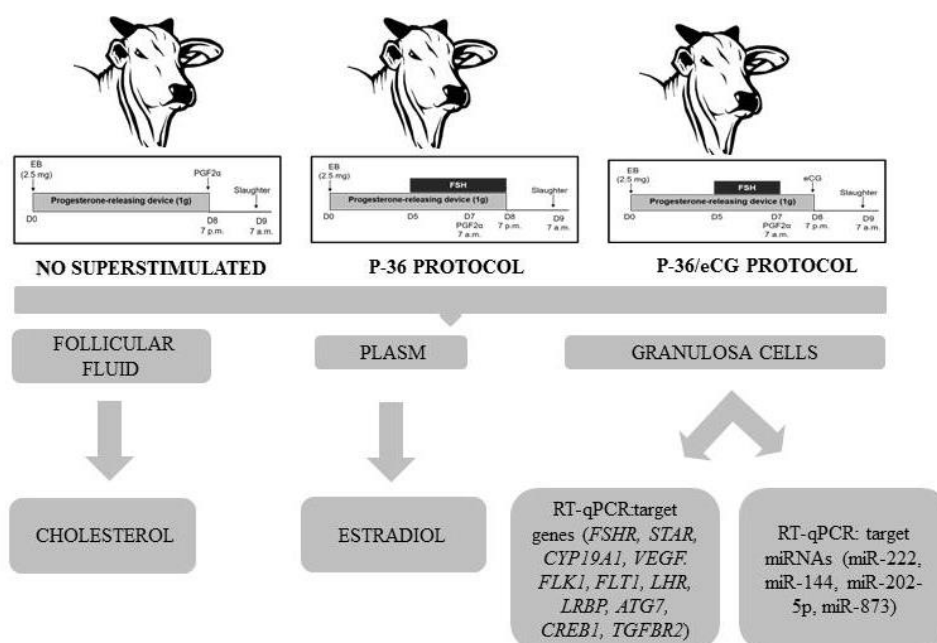 EB
(2.5 mg)
PGF2α
Slaughter
Progesterone-releasing device (1g)
D0
D8
7 p.m.
D9
7 a.m.
NO SUPERSTIMULATED
EB
(2.5 mg)
FSH
Slaughter
Progesterone-releasing device (1g)
D0
D5
D7
PGF2α
7 a.m.
D8
7 p.m.
D9
7 a.m.
P-36 PROTOCOL
EB
(2.5 mg)
eCG
FSH
Slaughter
Progesterone-releasing device (1g)
D0
D5
D7
PGF2α
7 a.m.
D8
7 p.m.
D9
7 a.m.
P-36/eCG PROTOCOL
FOLLICULAR
FLUID
PLASM
GRANULOSA CELLS
CHOLESTEROL
ESTRADIOL
RT-qPCR:target
genes (FSHR, STAR,
CYP19A1, VEGF.
FLK1, FLT1, LHR,
LRBP, ATG7,
CREB1, TGFBR2)
RT-qPCR: target
miRNAs (miR-222,
miR-144, miR-202-
5p, miR-873)